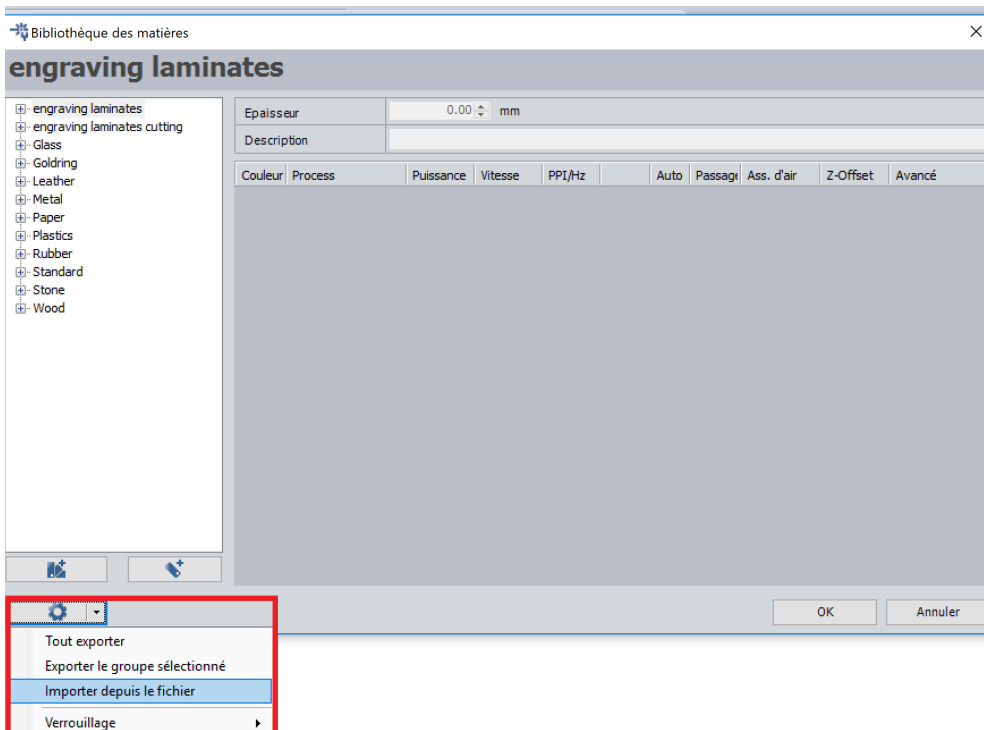 Bibliothèque des matières
engraving laminates
engraving laminates
engraving laminates cutting
Glass
Goldring
Leather
Metal
Paper
Plastics
Rubber
Standard
Stone
Wood
Epaisseur 0.00 mm
Description
Couleur Process Puissance Vitesse PPI/Hz Auto Passage Ass. d'air Z-Offset Avancé
OK Annuler
Tout exporter
Exporter le groupe sélectionné
Importer depuis le fichier
Verrouillage